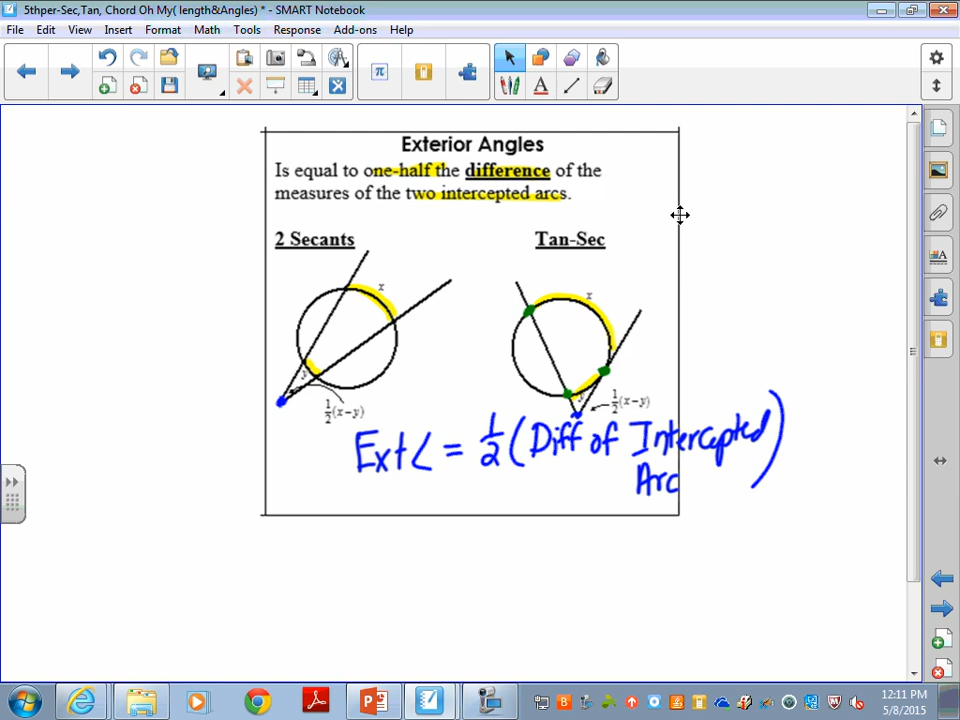 5thper-Sec,Tan, Chord Oh My( length&Angles) * - SMART Notebook
File Edit View Insert Format Math Tools Response Add-ons Help
Exterior Angles
Is equal to one-half the difference of the
measures of the two intercepted arcs.
2 Secants Tan-Sec
x x
y y
½(x-y) ½(x-y)
Ext∠ = ½(Diff of Intercepted
Arc)
12:11 PM
5/8/2015